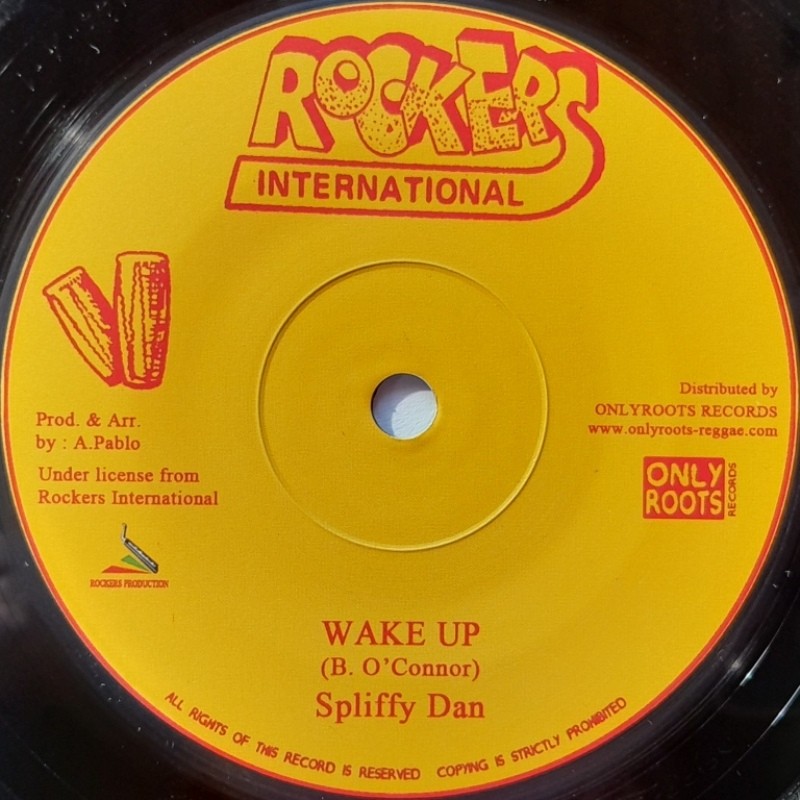 ROCKERS
INTERNATIONAL
Prod. & Arr.
by : A.Pablo
Under license from
Rockers International
ROCKERS PRODUCTION
Distributed by
ONLYROOTS RECORDS
www.onlyroots-reggae.com
ONLY
ROOTS
RECORDS
WAKE UP
(B. O'Connor)
Spliffy Dan
ALL RIGHTS OF THIS RECORD IS RESERVED COPYING IS STRICTLY PROHIBITED